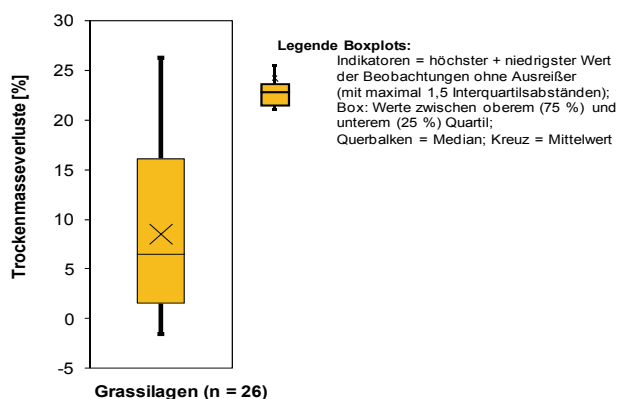 30
25
20
15
10
5
0
-5
Trockenmasseverluste [%]
Grassilagen (n = 26)
Legende Boxplots:
Indikatoren = höchster + niedrigster Wert
der Beobachtungen ohne Ausreißer
(mit maximal 1,5 Interquartilsabständen);
Box: Werte zwischen oberem (75 %) und
unterem (25 %) Quartil;
Querbalken = Median; Kreuz = Mittelwert